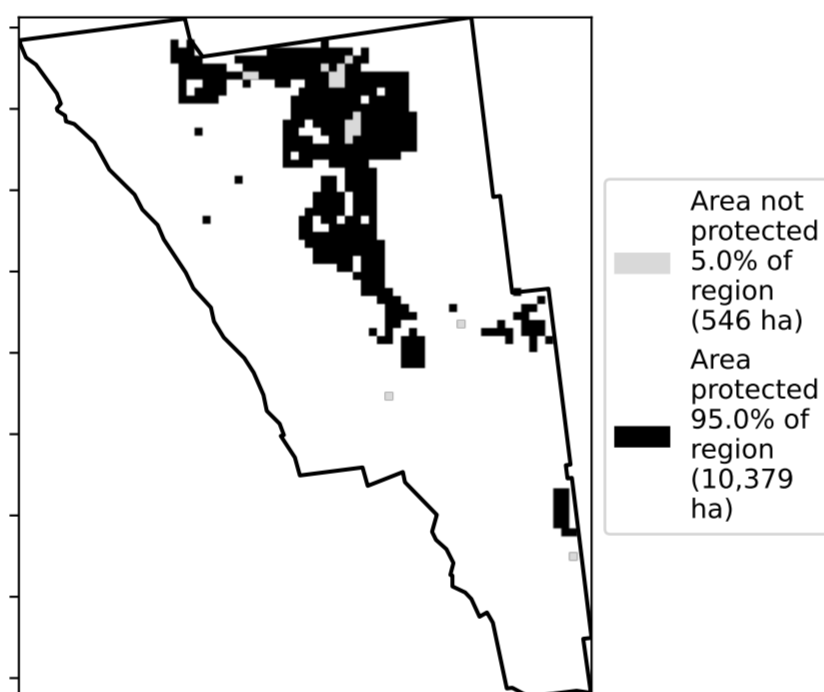 Area not
protected
5.0% of
region
(546 ha)
Area
protected
95.0% of
region
(10,379
ha)